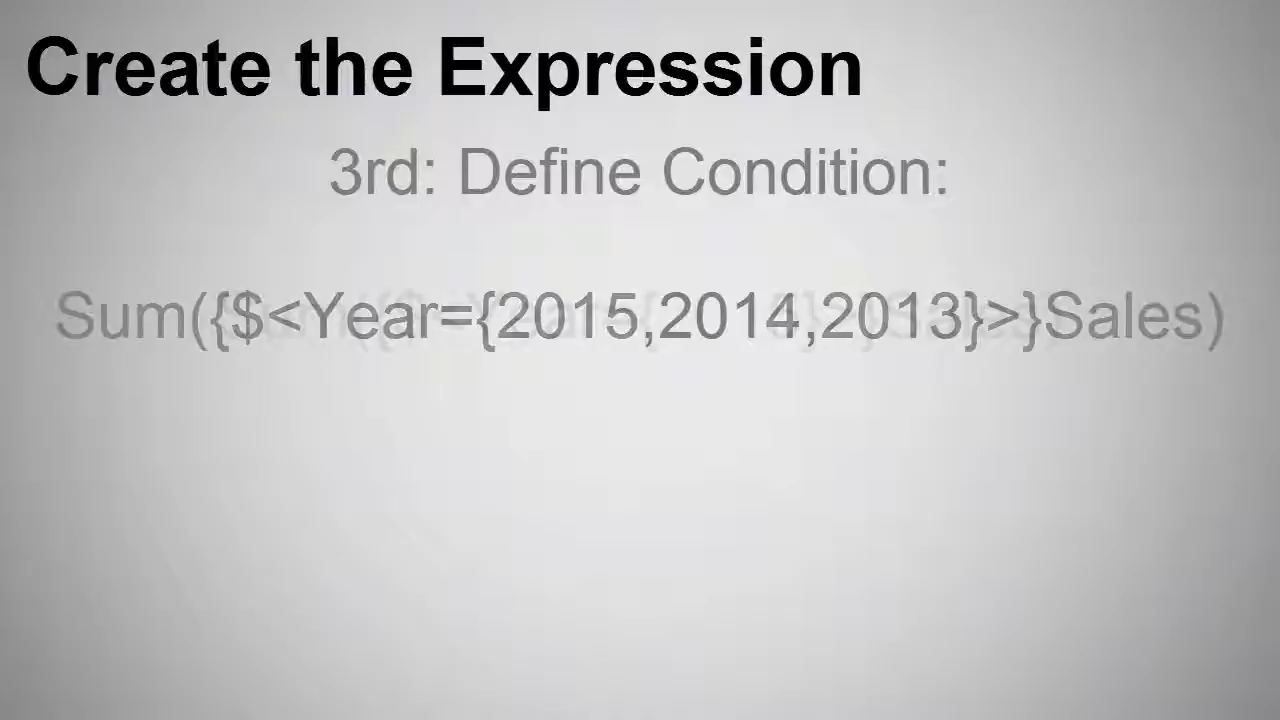 Create the Expression
3rd: Define Condition:
Sum({$<Year={2015,2014,2013}>}Sales)